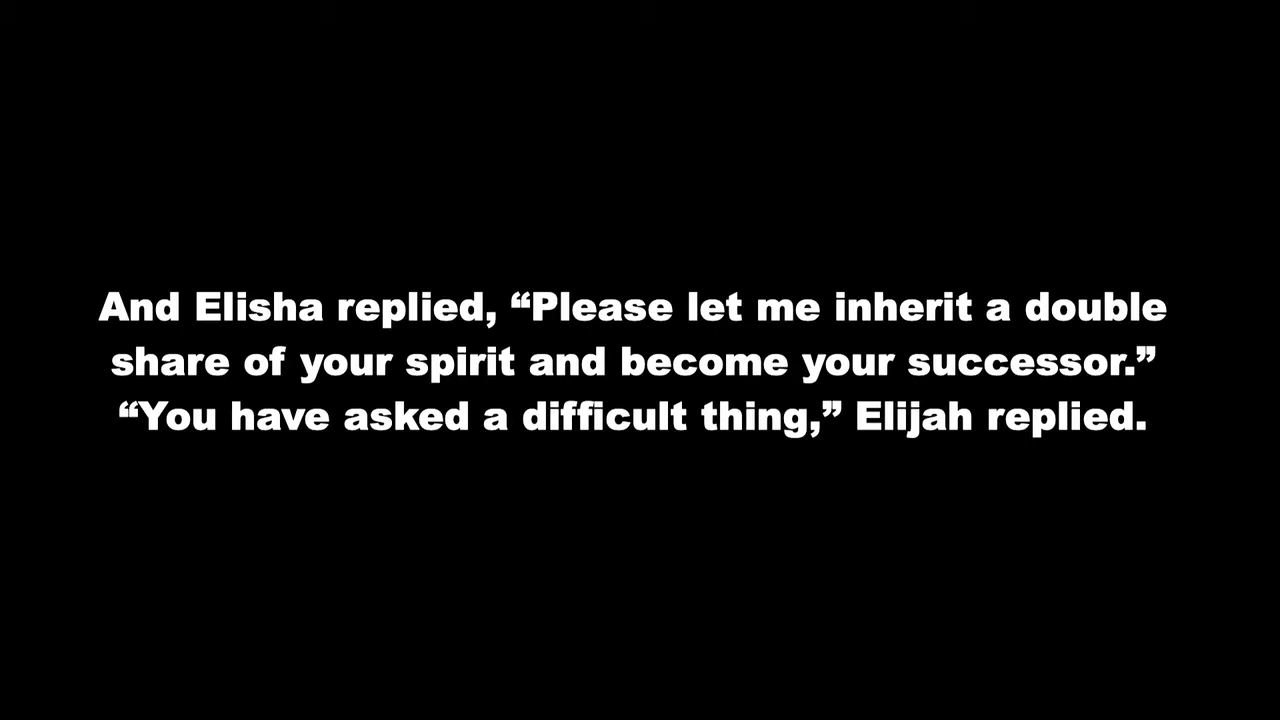 And Elisha replied, “Please let me inherit a double
share of your spirit and become your successor.”
“You have asked a difficult thing,” Elijah replied.